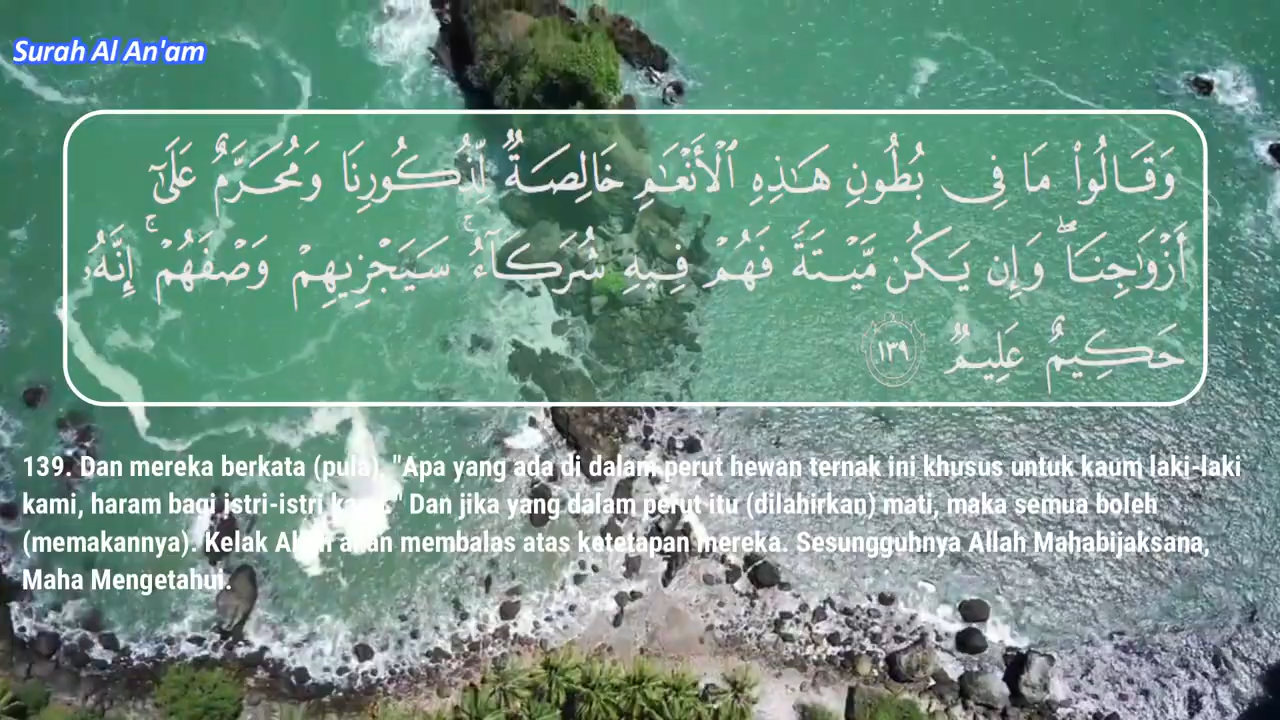 Surah Al An'am
وَقَالُوا۟ مَا فِى بُطُونِ هَـٰذِهِ ٱلْأَنْعَـٰمِ خَالِصَةٌ لِّذُكُورِنَا وَمُحَرَّمٌ عَلَىٰٓ
أَزْوَٰجِنَا ۖ وَإِن يَكُن مَّيْتَةً فَهُمْ فِيهِ شُرَكَآءُ ۚ سَيَجْزِيهِمْ وَصْفَهُمْ ۚ إِنَّهُۥ
حَكِيمٌ عَلِيمٌ ١٣٩
139. Dan mereka berkata (pula), "Apa yang ada di dalam perut hewan ternak ini khusus untuk kaum laki-laki
kami, haram bagi istri-istri kami." Dan jika yang dalam perut itu (dilahirkan) mati, maka semua boleh
(memakannya). Kelak Allah akan membalas atas ketetapan mereka. Sesungguhnya Allah Mahabijaksana,
Maha Mengetahui.